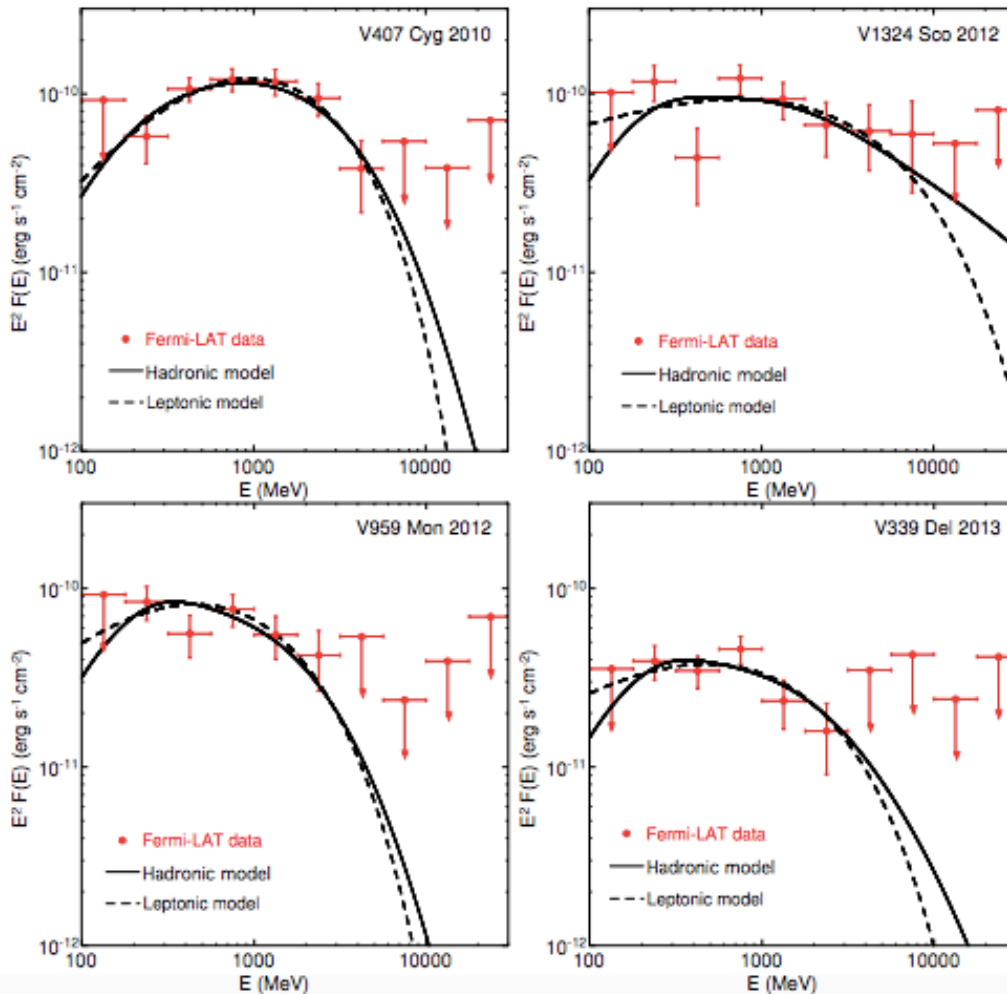 V407 Cyg 2010
E² F(E) (erg s⁻¹ cm⁻²)
10⁻¹⁰
10⁻¹¹
10⁻¹²
Fermi-LAT data
Hadronic model
Leptonic model
100 1000 10000
E (MeV)
V1324 Sco 2012
E² F(E) (erg s⁻¹ cm⁻²)
10⁻¹⁰
10⁻¹¹
10⁻¹²
Fermi-LAT data
Hadronic model
Leptonic model
100 1000 10000
E (MeV)
V959 Mon 2012
E² F(E) (erg s⁻¹ cm⁻²)
10⁻¹⁰
10⁻¹¹
10⁻¹²
Fermi-LAT data
Hadronic model
Leptonic model
100 1000 10000
E (MeV)
V339 Del 2013
E² F(E) (erg s⁻¹ cm⁻²)
10⁻¹⁰
10⁻¹¹
10⁻¹²
Fermi-LAT data
Hadronic model
Leptonic model
100 1000 10000
E (MeV)